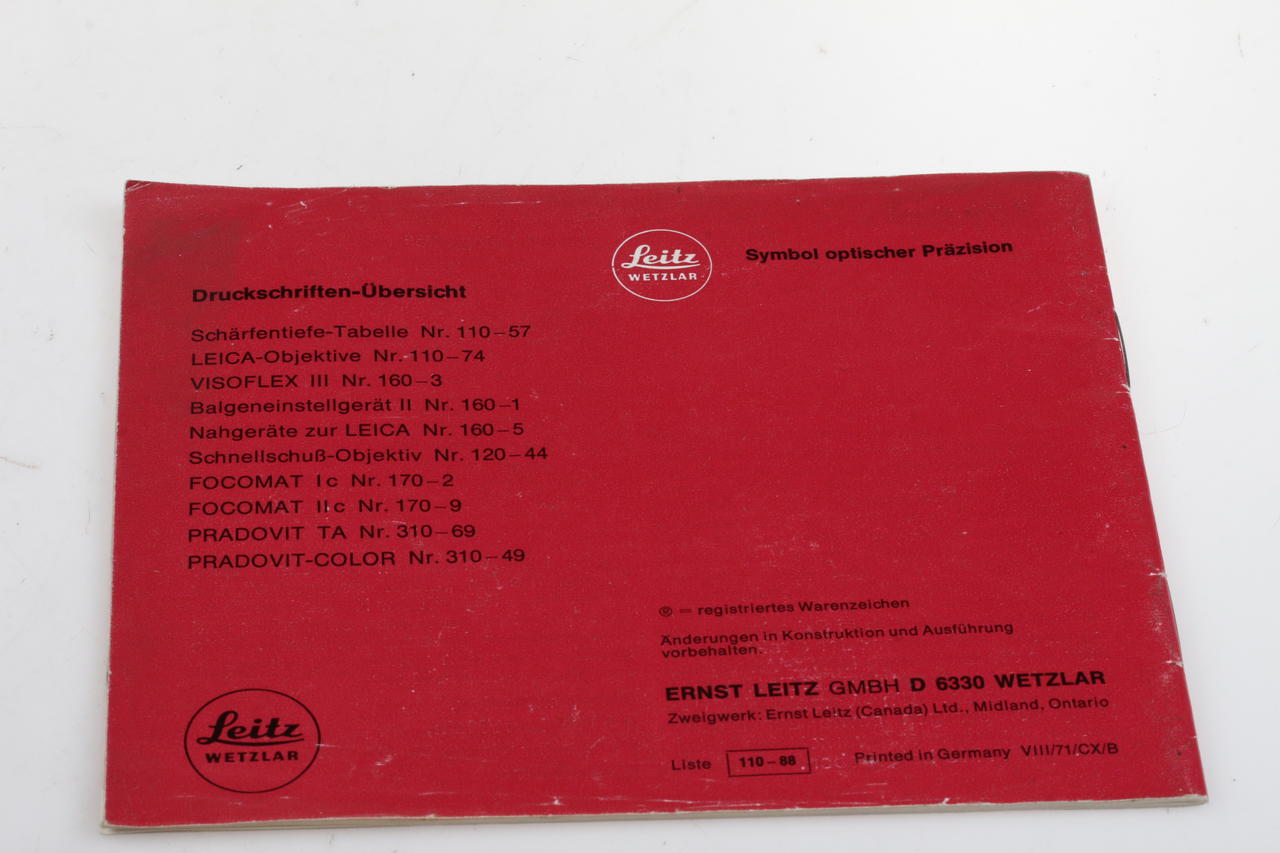 Leitz
WETZLAR
Symbol optischer Präzision
Druckschriften-Übersicht
Schärfentiefe-Tabelle Nr. 110–57
LEICA-Objektive Nr. 110–74
VISOFLEX III Nr. 160–3
Balgeneinstellgerät II Nr. 160–1
Nahgeräte zur LEICA Nr. 160–5
Schnellschuß-Objektiv Nr. 120–44
FOCOMAT Ic Nr. 170–2
FOCOMAT IIc Nr. 170–9
PRADOVIT TA Nr. 310–69
PRADOVIT-COLOR Nr. 310–49
® = registriertes Warenzeichen
Änderungen in Konstruktion und Ausführung
vorbehalten.
ERNST LEITZ GMBH D 6330 WETZLAR
Zweigwerk: Ernst Leitz (Canada) Ltd., Midland, Ontario
Liste 110–88 Printed in Germany VIII/71/CX/B
Leitz
WETZLAR